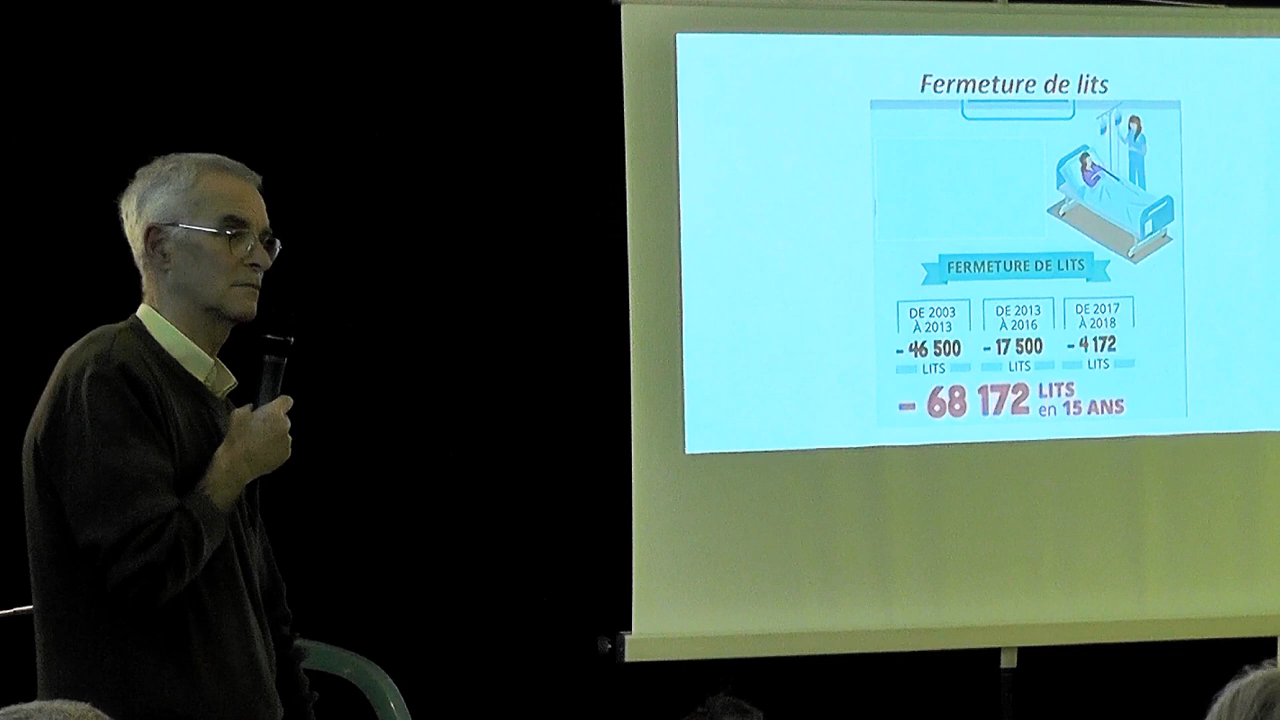 Fermeture de lits
FERMETURE DE LITS
DE 2003
À 2013
- 46 500
LITS
DE 2013
À 2016
- 17 500
LITS
DE 2017
À 2018
- 4 172
LITS
- 68 172 LITS
en 15 ANS